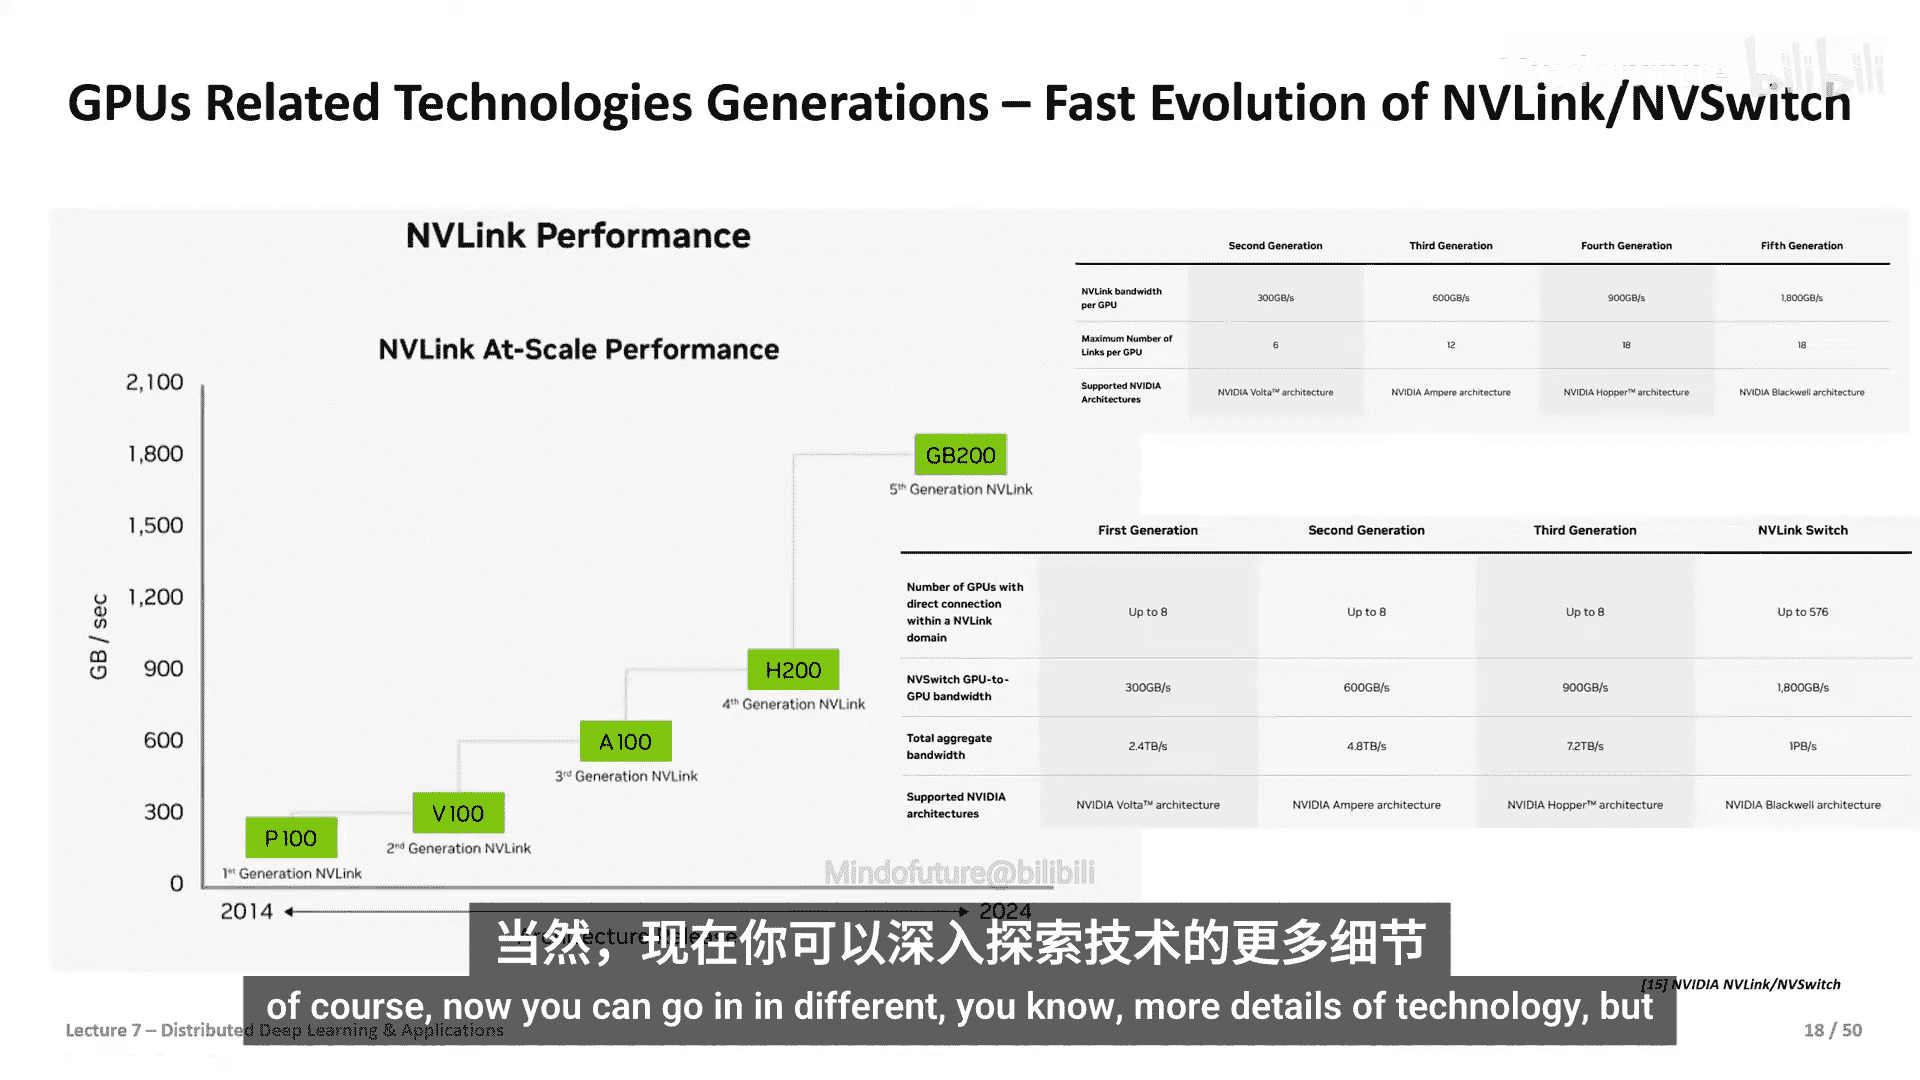 bilibili
GPUs Related Technologies Generations – Fast Evolution of NVLink/NVSwitch
NVLink Performance
NVLink At-Scale Performance
2,100
1,800
1,500
1,200
900
600
300
0
GB / sec
P100
1st Generation NVLink
V100
2nd Generation NVLink
A100
3rd Generation NVLink
H200
4th Generation NVLink
GB200
5th Generation NVLink
2014
2024
Second Generation Third Generation Fourth Generation Fifth Generation
NVLink bandwidth
per GPU
300GB/s 600GB/s 900GB/s 1,800GB/s
Maximum Number of
Links per GPU
6 12 18 18
Supported NVIDIA
Architectures
NVIDIA Volta™ architecture NVIDIA Ampere architecture NVIDIA Hopper™ architecture NVIDIA Blackwell architecture
First Generation Second Generation Third Generation NVLink Switch
Number of GPUs with
direct connection
within a NVLink
domain
Up to 8 Up to 8 Up to 8 Up to 576
NVSwitch GPU-to-
GPU bandwidth
300GB/s 600GB/s 900GB/s 1,800GB/s
Total aggregate
bandwidth
2.4TB/s 4.8TB/s 7.2TB/s 1PB/s
Supported NVIDIA
architectures
NVIDIA Volta™ architecture NVIDIA Ampere architecture NVIDIA Hopper™ architecture NVIDIA Blackwell architecture
Mindofuture@bilibili
当然，现在你可以深入探索技术的更多细节
of course, now you can go in in different, you know, more details of technology, but
[15] NVIDIA NVLink/NVSwitch
Lecture 7 – Distributed Deep Learning & Applications
18 / 50